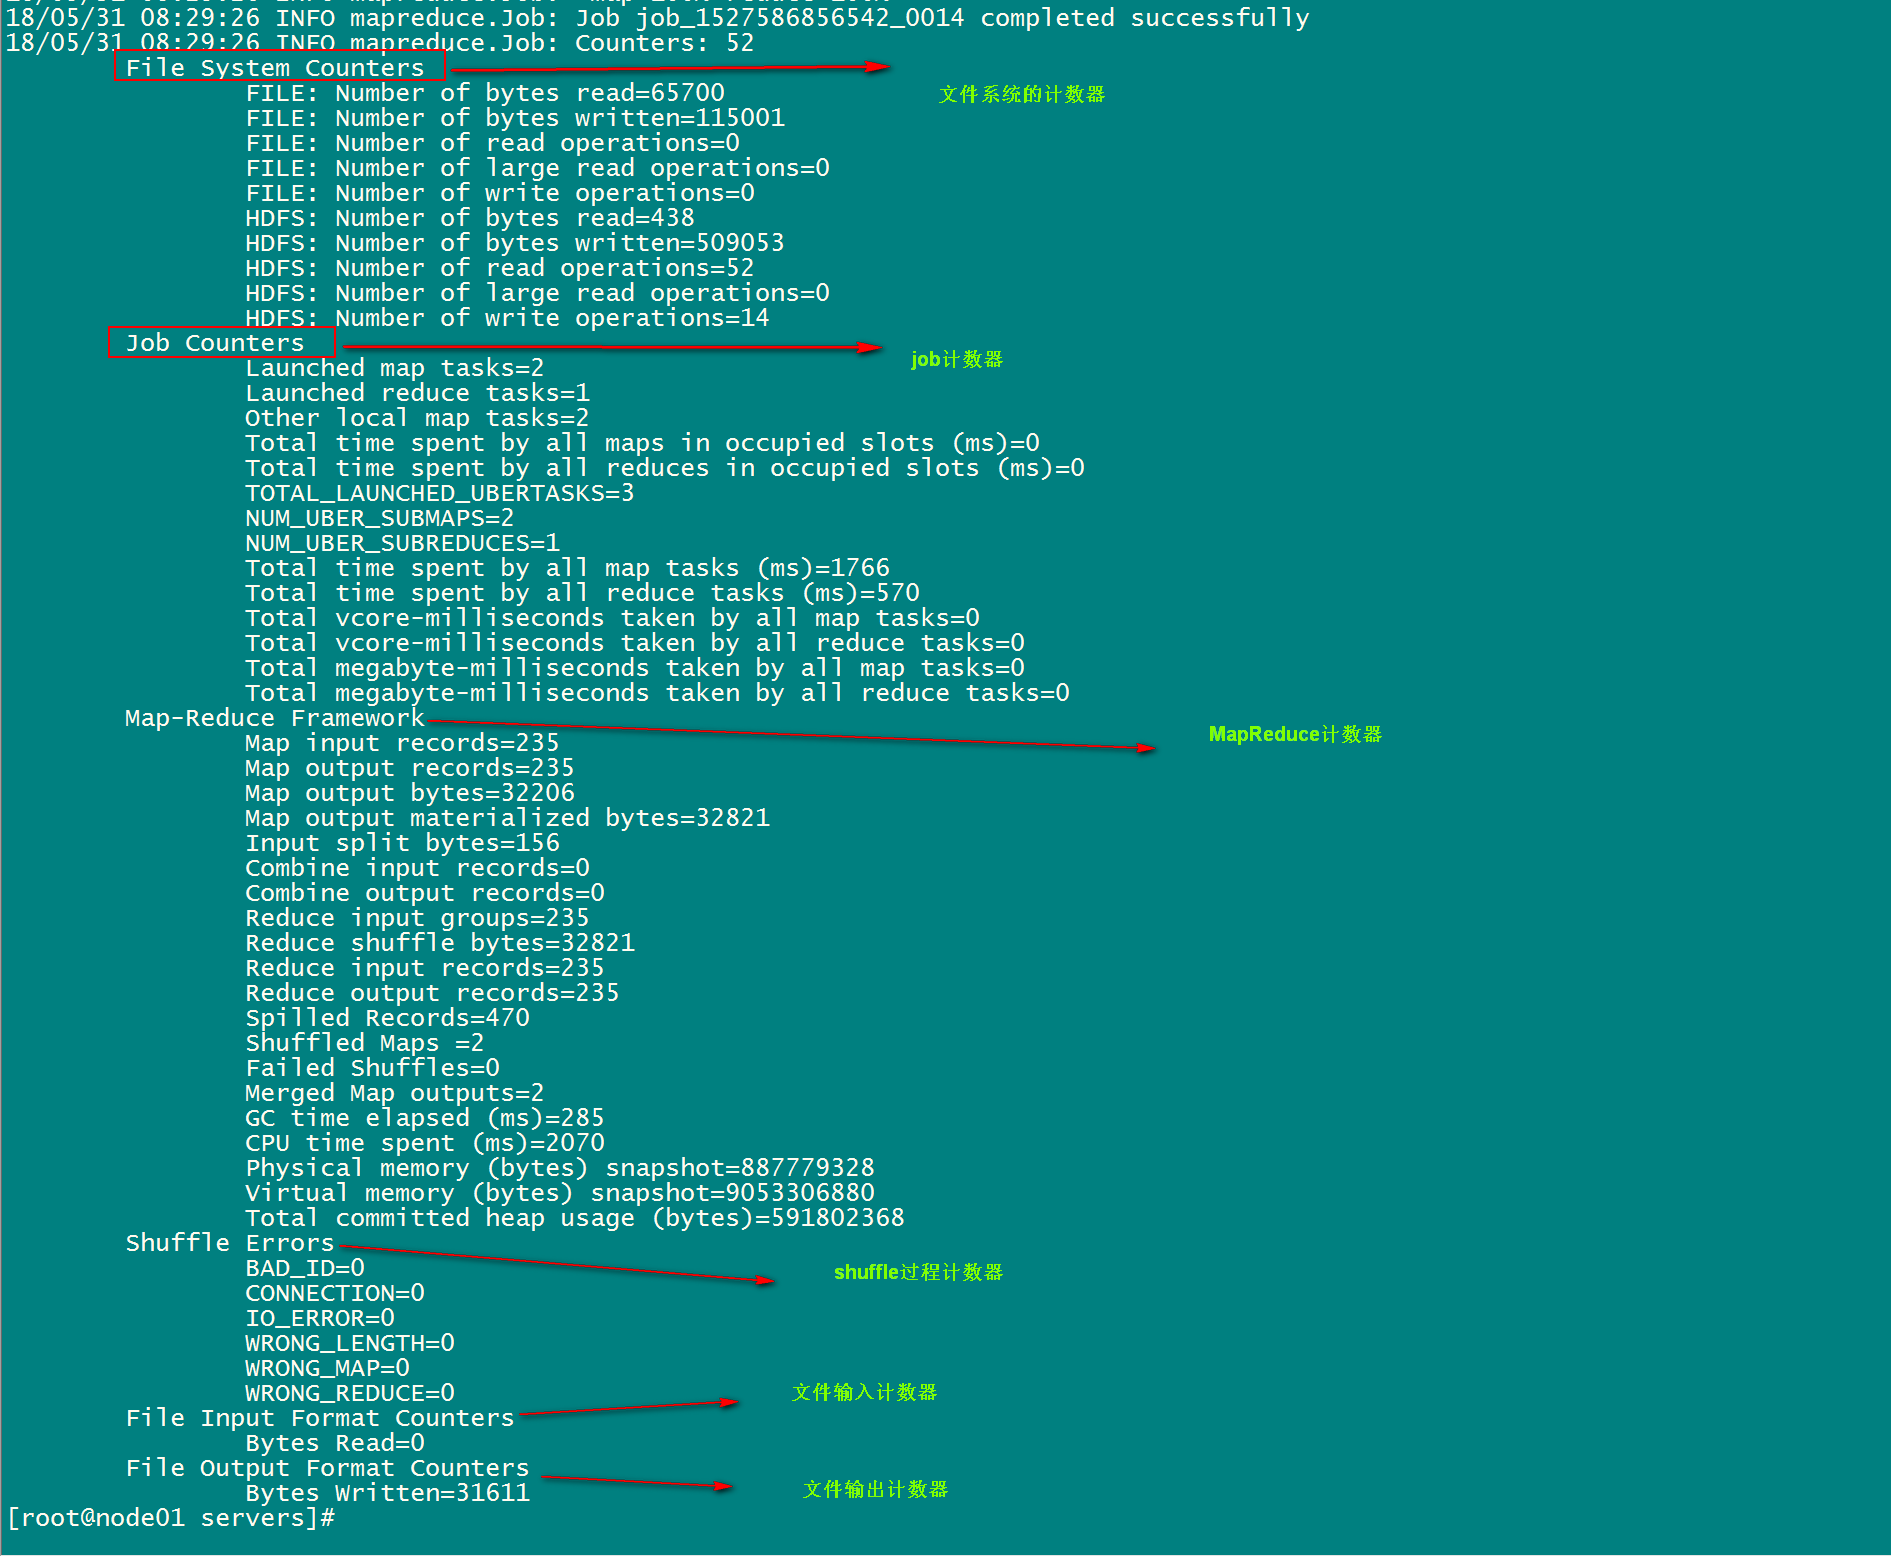 18/05/31 08:29:26 INFO mapreduce.Job: Job job_1527586856542_0014 completed successfully
18/05/31 08:29:26 INFO mapreduce.Job: Counters: 52
File System Counters
文件系统的计数器
FILE: Number of bytes read=65700
FILE: Number of bytes written=115001
FILE: Number of read operations=0
FILE: Number of large read operations=0
FILE: Number of write operations=0
HDFS: Number of bytes read=438
HDFS: Number of bytes written=509053
HDFS: Number of read operations=52
HDFS: Number of large read operations=0
HDFS: Number of write operations=14
Job Counters
job计数器
Launched map tasks=2
Launched reduce tasks=1
Other local map tasks=2
Total time spent by all maps in occupied slots (ms)=0
Total time spent by all reduces in occupied slots (ms)=0
TOTAL_LAUNCHED_UBERTASKS=3
NUM_UBER_SUBMAPS=2
NUM_UBER_SUBREDUCES=1
Total time spent by all map tasks (ms)=1766
Total time spent by all reduce tasks (ms)=570
Total vcore-milliseconds taken by all map tasks=0
Total vcore-milliseconds taken by all reduce tasks=0
Total megabyte-milliseconds taken by all map tasks=0
Total megabyte-milliseconds taken by all reduce tasks=0
Map-Reduce Framework
MapReduce计数器
Map input records=235
Map output records=235
Map output bytes=32206
Map output materialized bytes=32821
Input split bytes=156
Combine input records=0
Combine output records=0
Reduce input groups=235
Reduce shuffle bytes=32821
Reduce input records=235
Reduce output records=235
Spilled Records=470
Shuffled Maps =2
Failed Shuffles=0
Merged Map outputs=2
GC time elapsed (ms)=285
CPU time spent (ms)=2070
Physical memory (bytes) snapshot=887779328
Virtual memory (bytes) snapshot=9053306880
Total committed heap usage (bytes)=591802368
Shuffle Errors
shuffle过程计数器
BAD_ID=0
CONNECTION=0
IO_ERROR=0
WRONG_LENGTH=0
WRONG_MAP=0
WRONG_REDUCE=0
文件输入计数器
File Input Format Counters
Bytes Read=0
File Output Format Counters
文件输出计数器
Bytes Written=31611
[root@node01 servers]#